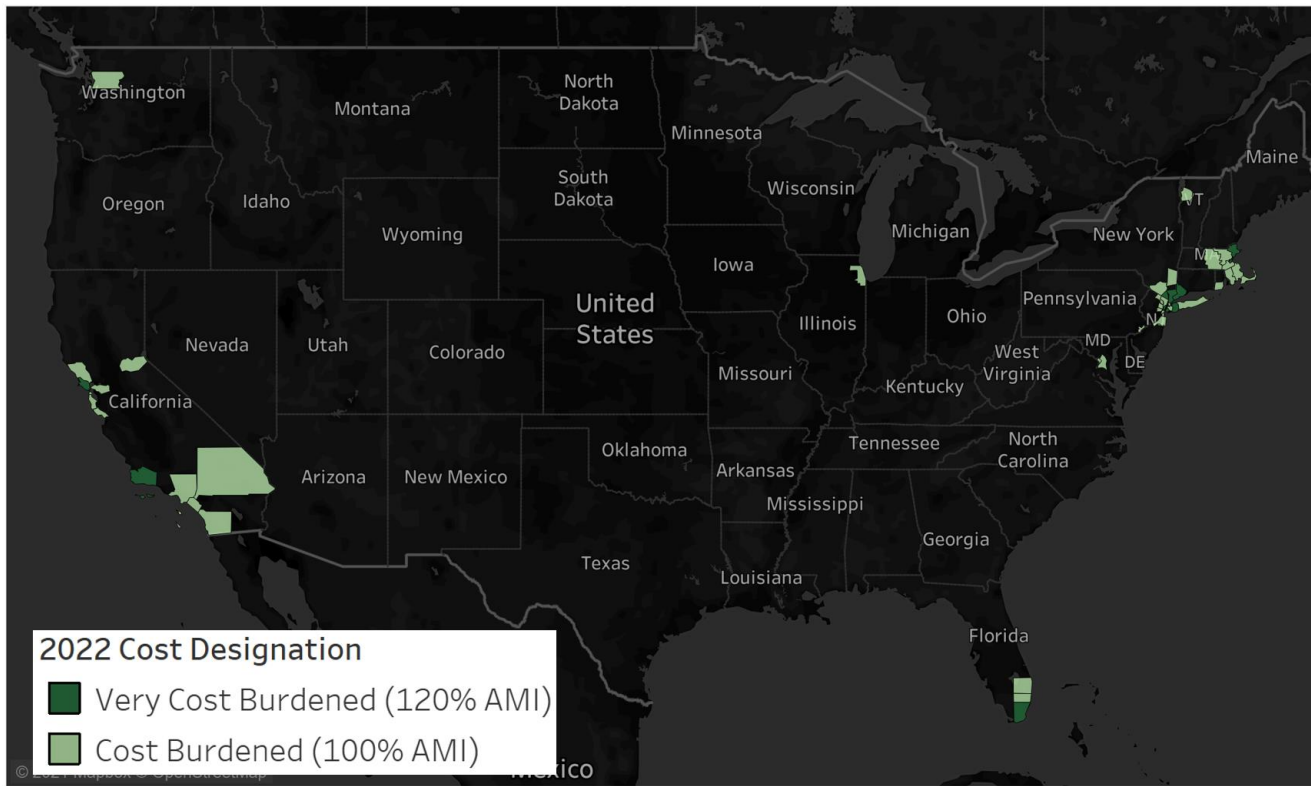 Washington
Montana
North
Dakota
Minnesota
Maine
Oregon
Idaho
South
Dakota
Wisconsin
VT
Wyoming
Michigan
New York
MA
Iowa
United
States
Pennsylvania
Nevada
Utah
Colorado
Illinois
Ohio
N
MD
DE
West
Virginia
California
Missouri
Kentucky
Arizona
New Mexico
Oklahoma
Arkansas
Tennessee
North
Carolina
Mississippi
Georgia
Texas
Louisiana
Florida
2022 Cost Designation
Very Cost Burdened (120% AMI)
Cost Burdened (100% AMI)
Mexico